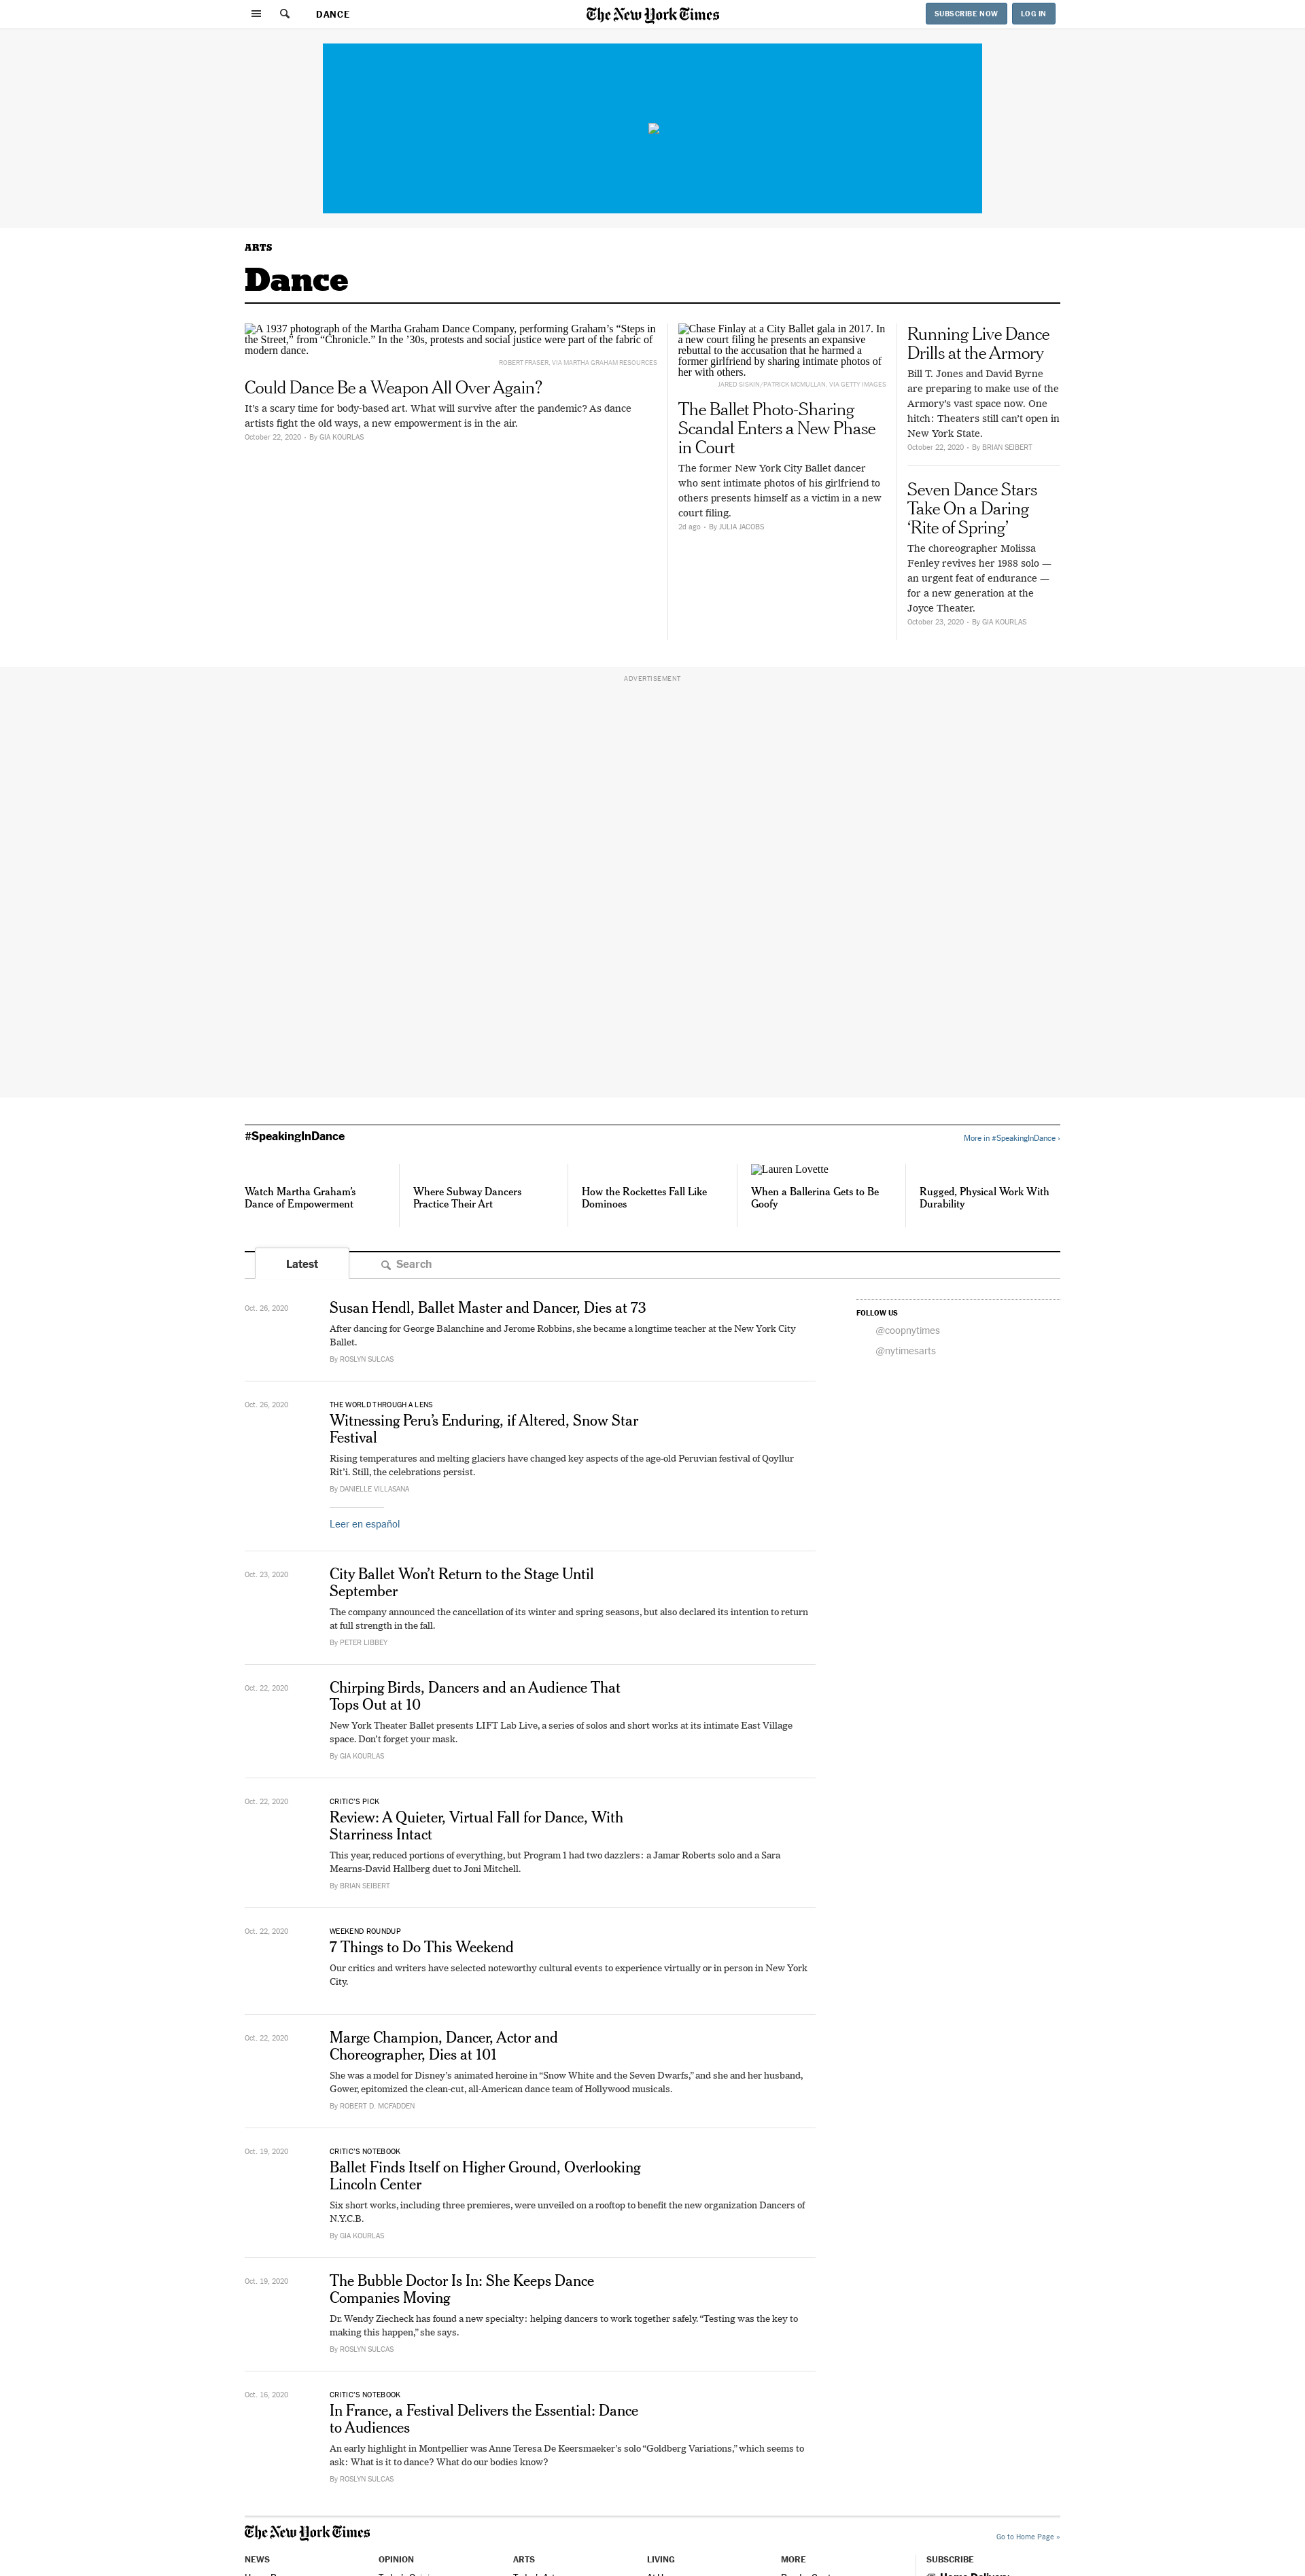 DANCE
The New York Times
SUBSCRIBE NOW
LOG IN
ARTS
Dance
A 1937 photograph of the Martha Graham Dance Company, performing Graham’s “Steps in
the Street,” from “Chronicle.” In the ’30s, protests and social justice were part of the fabric of
modern dance.
ROBERT FRASER, VIA MARTHA GRAHAM RESOURCES
Could Dance Be a Weapon All Over Again?
It’s a scary time for body-based art. What will survive after the pandemic? As dance
artists fight the old ways, a new empowerment is in the air.
October 22, 2020 • By GIA KOURLAS
Chase Finlay at a City Ballet gala in 2017. In
a new court filing he presents an expansive
rebuttal to the accusation that he harmed a
former girlfriend by sharing intimate photos of
her with others.
JARED SISKIN/PATRICK MCMULLAN, VIA GETTY IMAGES
The Ballet Photo-Sharing
Scandal Enters a New Phase
in Court
The former New York City Ballet dancer
who sent intimate photos of his girlfriend to
others presents himself as a victim in a new
court filing.
2d ago • By JULIA JACOBS
Running Live Dance
Drills at the Armory
Bill T. Jones and David Byrne
are preparing to make use of the
Armory’s vast space now. One
hitch: Theaters still can’t open in
New York State.
October 22, 2020 • By BRIAN SEIBERT
Seven Dance Stars
Take On a Daring
‘Rite of Spring’
The choreographer Molissa
Fenley revives her 1988 solo —
an urgent feat of endurance —
for a new generation at the
Joyce Theater.
October 23, 2020 • By GIA KOURLAS
ADVERTISEMENT
#SpeakingInDance
More in #SpeakingInDance ›
Watch Martha Graham’s
Dance of Empowerment
Where Subway Dancers
Practice Their Art
How the Rockettes Fall Like
Dominoes
Lauren Lovette
When a Ballerina Gets to Be
Goofy
Rugged, Physical Work With
Durability
Latest
Search
Oct. 26, 2020
Susan Hendl, Ballet Master and Dancer, Dies at 73
After dancing for George Balanchine and Jerome Robbins, she became a longtime teacher at the New York City
Ballet.
By ROSLYN SULCAS
FOLLOW US
@coopnytimes
@nytimesarts
Oct. 26, 2020
THE WORLD THROUGH A LENS
Witnessing Peru’s Enduring, if Altered, Snow Star
Festival
Rising temperatures and melting glaciers have changed key aspects of the age-old Peruvian festival of Qoyllur
Rit’i. Still, the celebrations persist.
By DANIELLE VILLASANA
Leer en español
Oct. 23, 2020
City Ballet Won’t Return to the Stage Until
September
The company announced the cancellation of its winter and spring seasons, but also declared its intention to return
at full strength in the fall.
By PETER LIBBEY
Oct. 22, 2020
Chirping Birds, Dancers and an Audience That
Tops Out at 10
New York Theater Ballet presents LIFT Lab Live, a series of solos and short works at its intimate East Village
space. Don’t forget your mask.
By GIA KOURLAS
Oct. 22, 2020
CRITIC’S PICK
Review: A Quieter, Virtual Fall for Dance, With
Starriness Intact
This year, reduced portions of everything, but Program 1 had two dazzlers: a Jamar Roberts solo and a Sara
Mearns-David Hallberg duet to Joni Mitchell.
By BRIAN SEIBERT
Oct. 22, 2020
WEEKEND ROUNDUP
7 Things to Do This Weekend
Our critics and writers have selected noteworthy cultural events to experience virtually or in person in New York
City.
Oct. 22, 2020
Marge Champion, Dancer, Actor and
Choreographer, Dies at 101
She was a model for Disney’s animated heroine in “Snow White and the Seven Dwarfs,” and she and her husband,
Gower, epitomized the clean-cut, all-American dance team of Hollywood musicals.
By ROBERT D. MCFADDEN
Oct. 19, 2020
CRITIC’S NOTEBOOK
Ballet Finds Itself on Higher Ground, Overlooking
Lincoln Center
Six short works, including three premieres, were unveiled on a rooftop to benefit the new organization Dancers of
N.Y.C.B.
By GIA KOURLAS
Oct. 19, 2020
The Bubble Doctor Is In: She Keeps Dance
Companies Moving
Dr. Wendy Ziecheck has found a new specialty: helping dancers to work together safely. “Testing was the key to
making this happen,” she says.
By ROSLYN SULCAS
Oct. 16, 2020
CRITIC’S NOTEBOOK
In France, a Festival Delivers the Essential: Dance
to Audiences
An early highlight in Montpellier was Anne Teresa De Keersmaeker’s solo “Goldberg Variations,” which seems to
ask: What is it to dance? What do our bodies know?
By ROSLYN SULCAS
The New York Times
Go to Home Page »
NEWS
OPINION
ARTS
LIVING
MORE
SUBSCRIBE